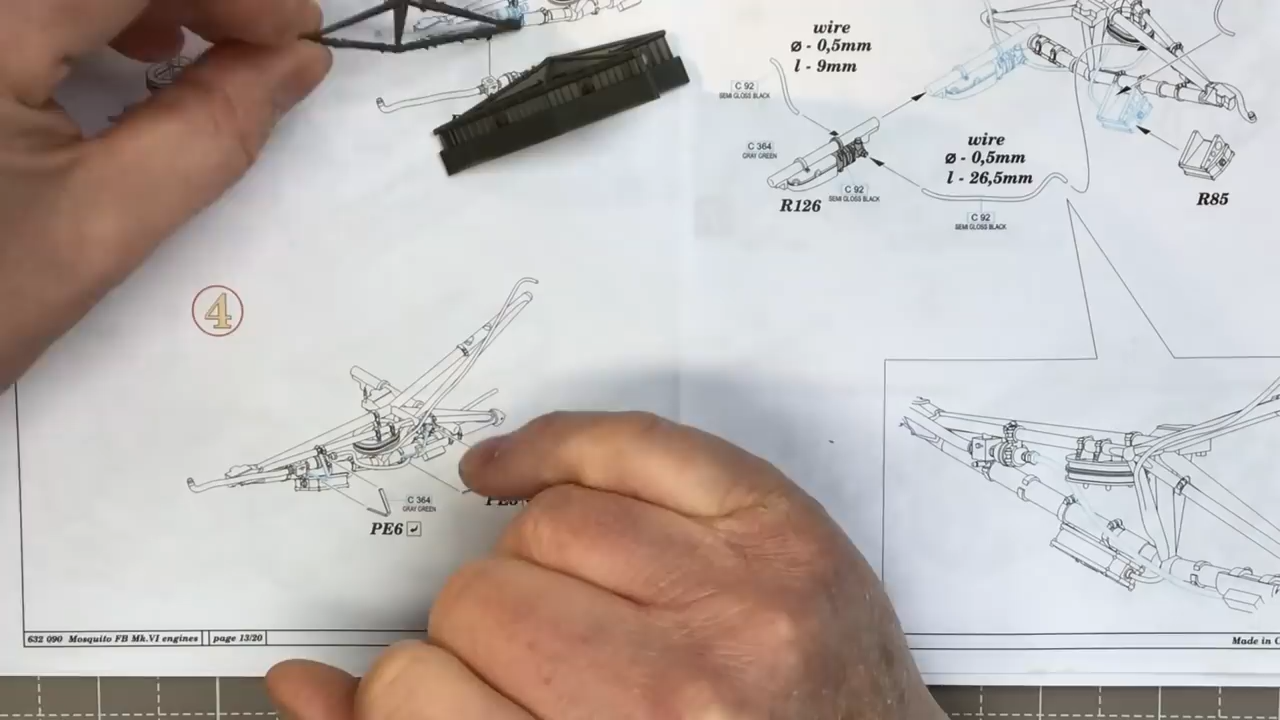 wire
ø - 0,5mm
l - 9mm
C 92
SEMI GLOSS BLACK
C 364
GRAY GREEN
C 92
SEMI GLOSS BLACK
R126
wire
ø - 0,5mm
l - 26,5mm
C 92
SEMI GLOSS BLACK
R85
4
C 364
GRAY GREEN
PE6
632 090 Mosquito FB Mk.VI engines
page 13/20
Made in